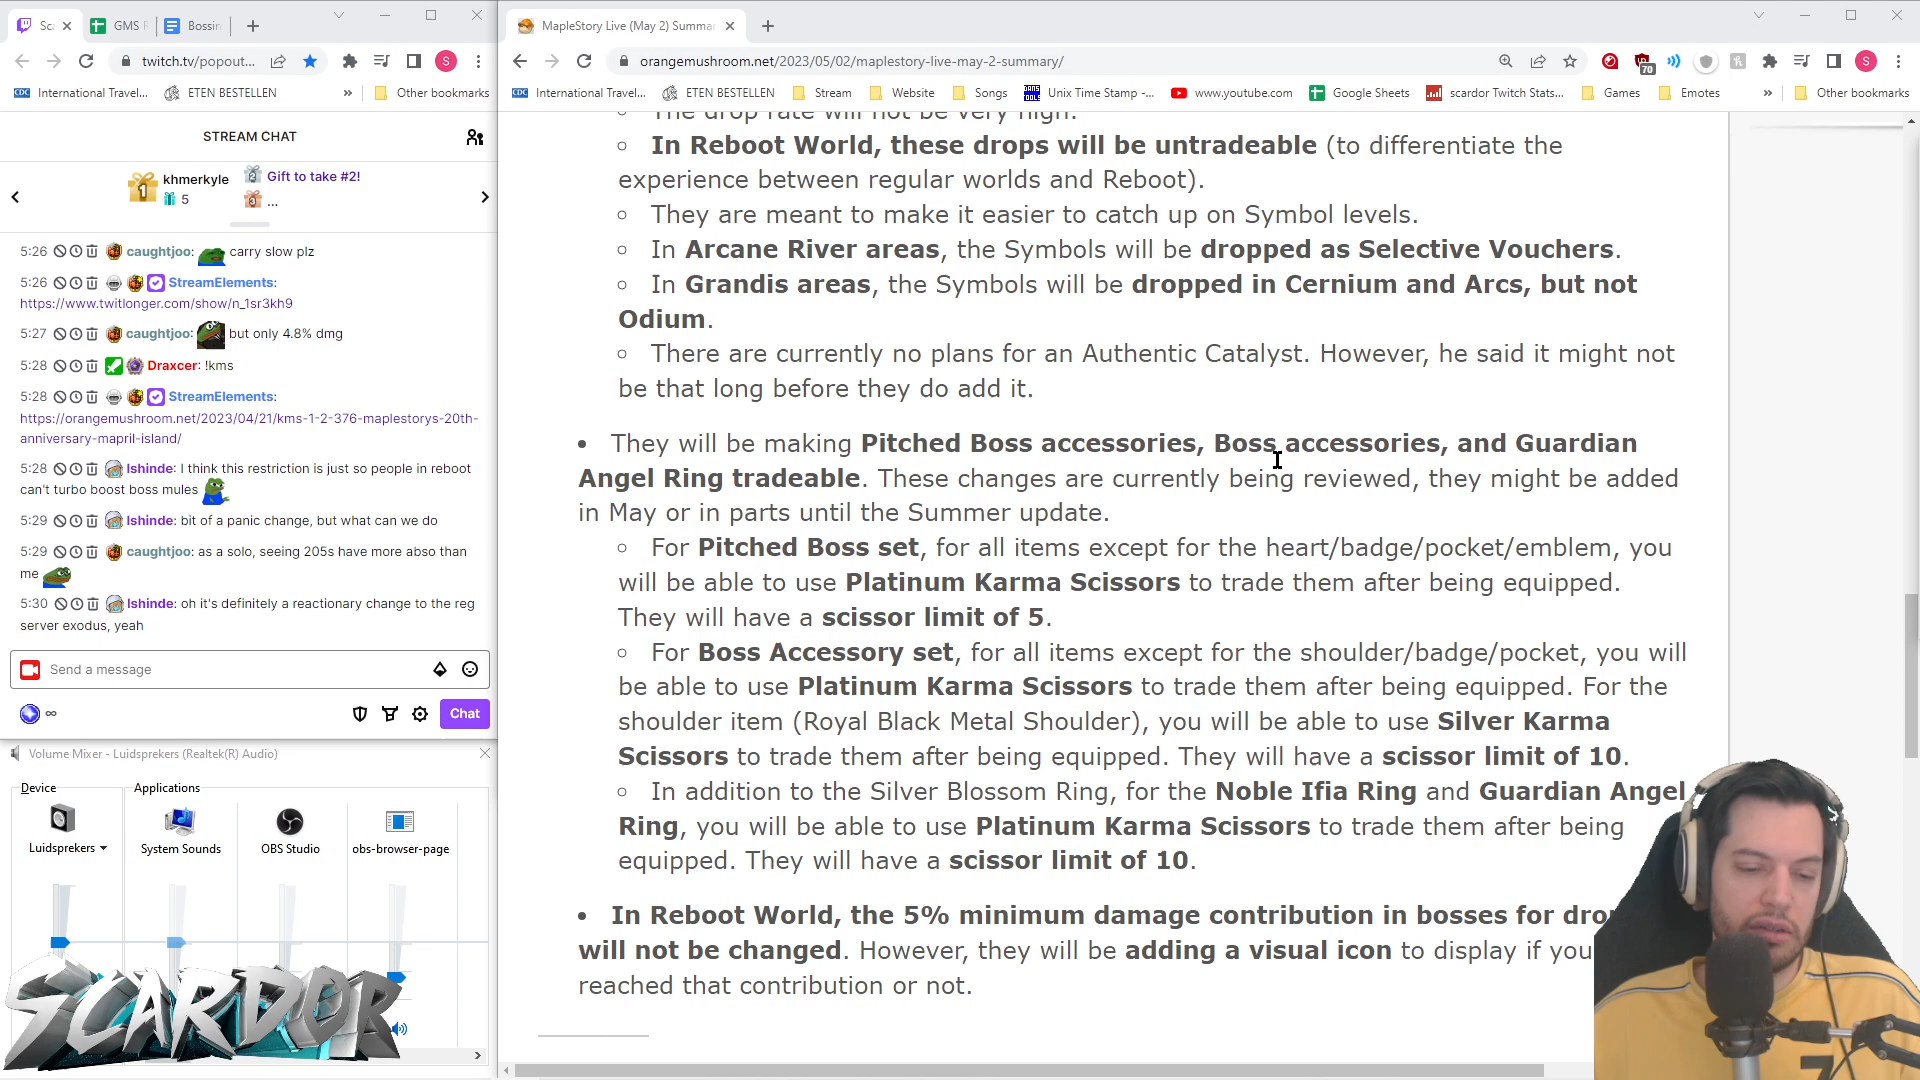 Sc
GMS F
Bossin
MapleStory Live (May 2) Summa
twitch.tv/popout...
S
orangemushroom.net/2023/05/02/maplestory-live-may-2-summary/
70
S
CDC International Travel...
ETEN BESTELLEN
»
Other bookmarks
CDC International Travel...
ETEN BESTELLEN
Stream
Website
Songs
Unix Time Stamp -...
www.youtube.com
Google Sheets
scardor Twitch Stats...
Games
Emotes
»
Other bookmarks
STREAM CHAT
1
khmerkyle
5
2 Gift to take #2!
3 ...
5:26 caughtjoo: carry slow plz
5:26 StreamElements:
https://www.twitlonger.com/show/n_1sr3kh9
5:27 caughtjoo: but only 4.8% dmg
5:28 Draxcer: !kms
5:28 StreamElements:
https://orangemushroom.net/2023/04/21/kms-1-2-376-maplestorys-20th-
anniversary-mapril-island/
5:28 Ishinde: I think this restriction is just so people in reboot
can't turbo boost boss mules
5:29 Ishinde: bit of a panic change, but what can we do
5:29 caughtjoo: as a solo, seeing 205s have more abso than
me
5:30 Ishinde: oh it's definitely a reactionary change to the reg
server exodus, yeah
Send a message
∞
Chat
Volume Mixer - Luidsprekers (Realtek(R) Audio)
Device
Applications
Luidsprekers
System Sounds
OBS Studio
obs-browser-page
SCARDOR
The drop rate will not be very high.
In Reboot World, these drops will be untradeable (to differentiate the
experience between regular worlds and Reboot).
They are meant to make it easier to catch up on Symbol levels.
In Arcane River areas, the Symbols will be dropped as Selective Vouchers.
In Grandis areas, the Symbols will be dropped in Cernium and Arcs, but not
Odium.
There are currently no plans for an Authentic Catalyst. However, he said it might not
be that long before they do add it.
They will be making Pitched Boss accessories, Boss accessories, and Guardian
Angel Ring tradeable. These changes are currently being reviewed, they might be added
in May or in parts until the Summer update.
For Pitched Boss set, for all items except for the heart/badge/pocket/emblem, you
will be able to use Platinum Karma Scissors to trade them after being equipped.
They will have a scissor limit of 5.
For Boss Accessory set, for all items except for the shoulder/badge/pocket, you will
be able to use Platinum Karma Scissors to trade them after being equipped. For the
shoulder item (Royal Black Metal Shoulder), you will be able to use Silver Karma
Scissors to trade them after being equipped. They will have a scissor limit of 10.
In addition to the Silver Blossom Ring, for the Noble Ifia Ring and Guardian Angel
Ring, you will be able to use Platinum Karma Scissors to trade them after being
equipped. They will have a scissor limit of 10.
In Reboot World, the 5% minimum damage contribution in bosses for dro
will not be changed. However, they will be adding a visual icon to display if you
reached that contribution or not.